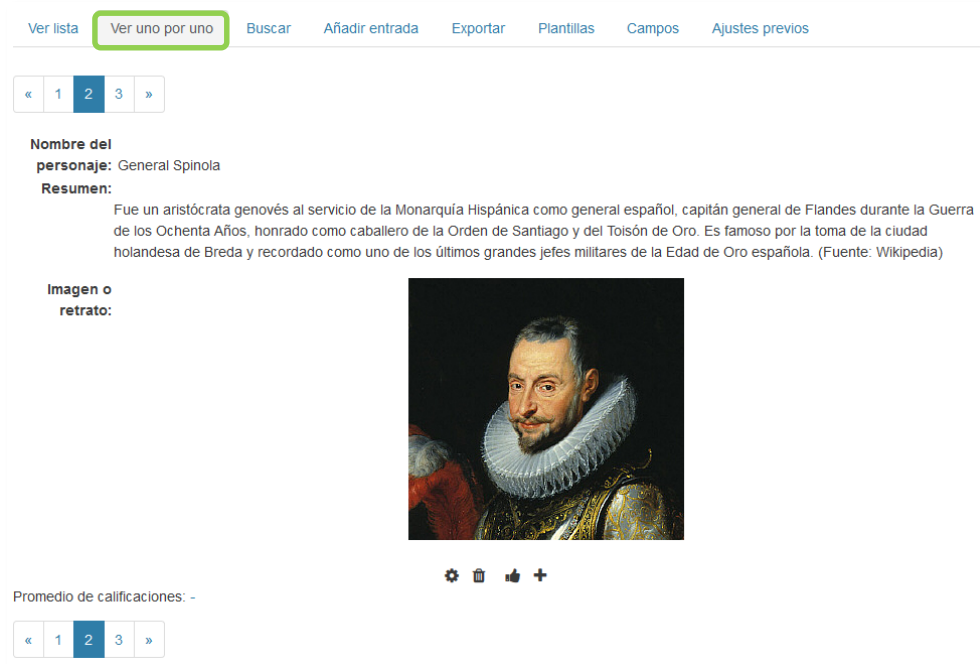 Ver lista Ver uno por uno Buscar Añadir entrada Exportar Plantillas Campos Ajustes previos
« 1 2 3 »
Nombre del
personaje: General Spinola
Resumen:
Fue un aristócrata genovés al servicio de la Monarquía Hispánica como general español, capitán general de Flandes durante la Guerra
de los Ochenta Años, honrado como caballero de la Orden de Santiago y del Toisón de Oro. Es famoso por la toma de la ciudad
holandesa de Breda y recordado como uno de los últimos grandes jefes militares de la Edad de Oro española. (Fuente: Wikipedia)
Imagen o
retrato:
Promedio de calificaciones: -
« 1 2 3 »